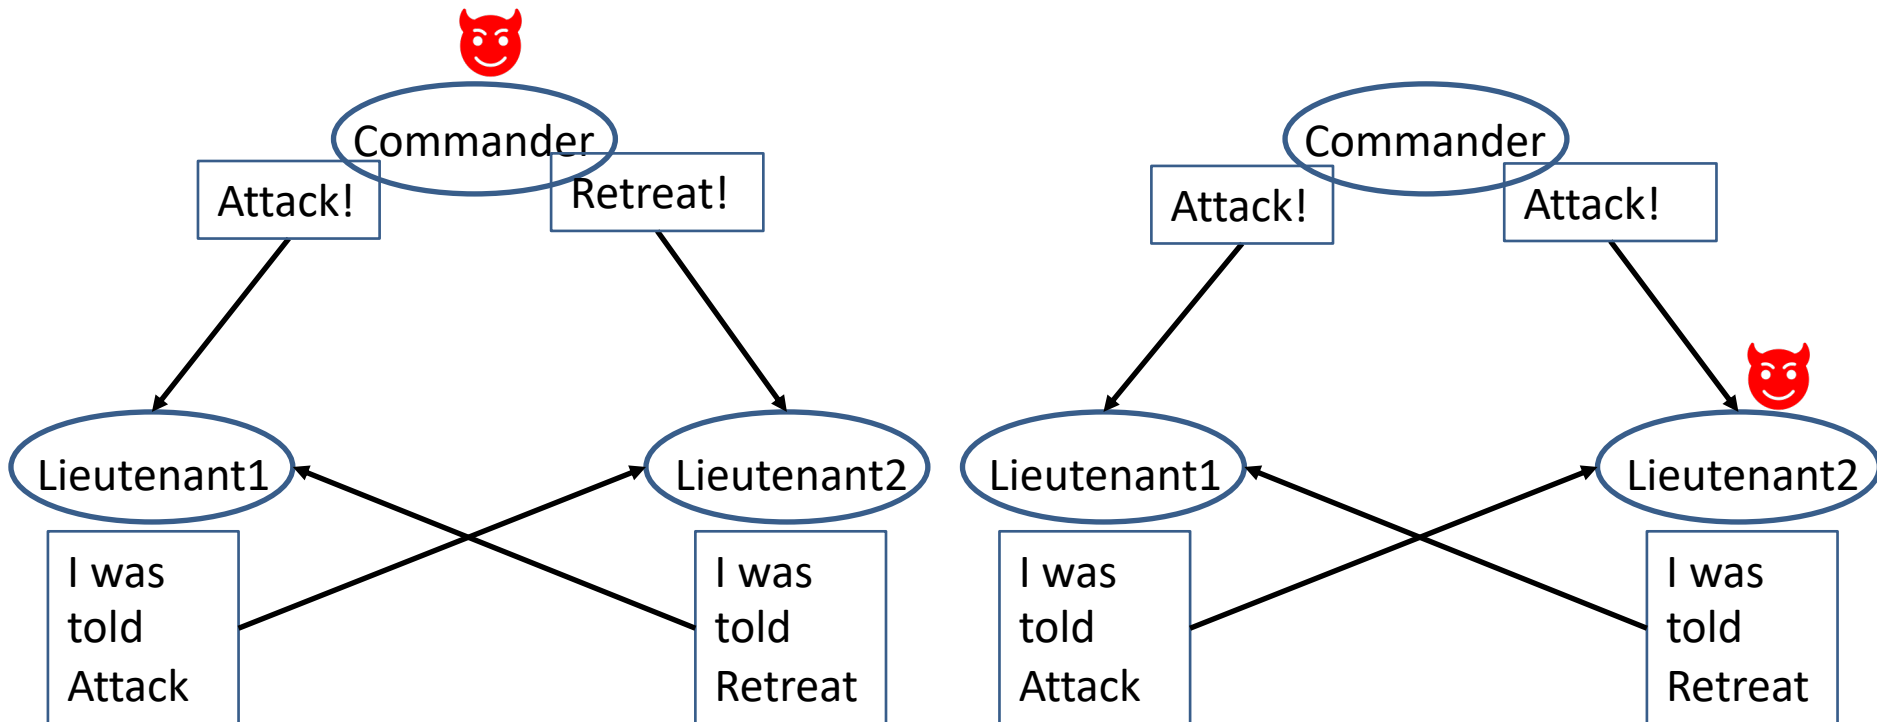 Commander
Attack!
Retreat!
Lieutenant1
Lieutenant2
I was
told
Attack
I was
told
Retreat
Commander
Attack!
Attack!
Lieutenant1
Lieutenant2
I was
told
Attack
I was
told
Retreat